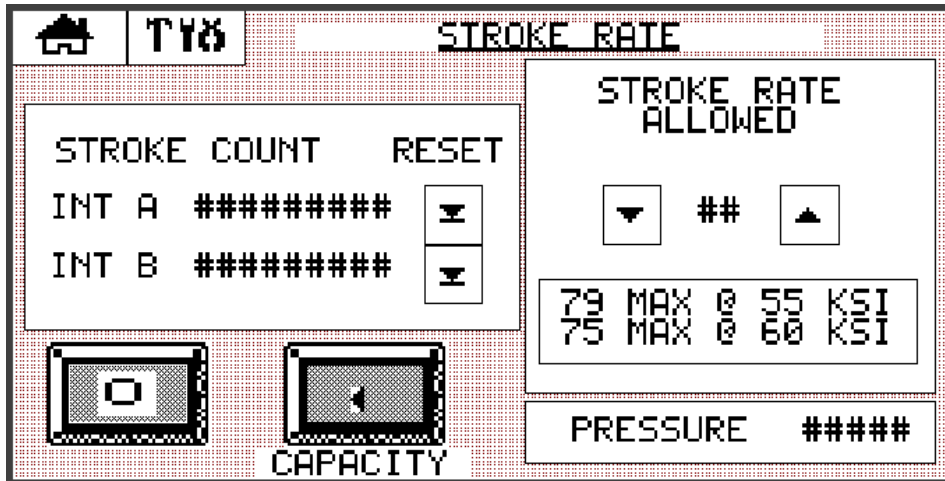 STROKE RATE
STROKE COUNT RESET
INT A #########
INT B #########
STROKE RATE
ALLOWED
##
79 MAX @ 55 KSI
75 MAX @ 60 KSI
CAPACITY
PRESSURE #####